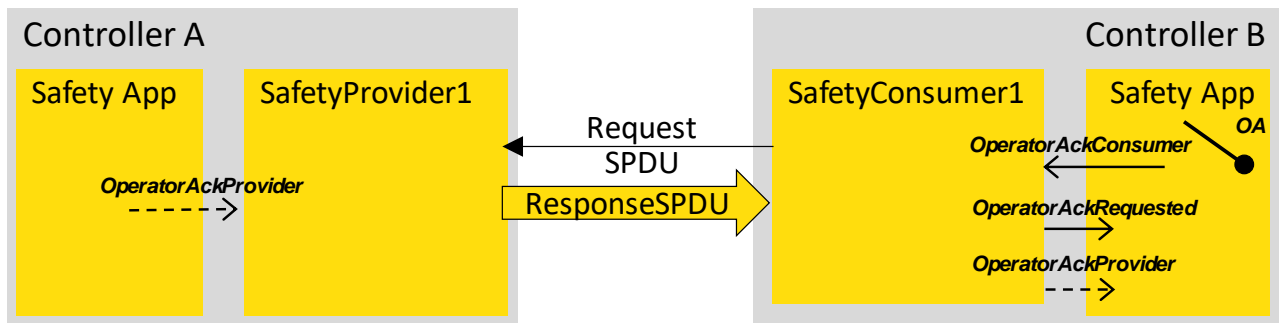 Controller A
Controller B
Safety App
SafetyProvider1
SafetyConsumer1
Safety App
OA
Request
SPDU
OperatorAckConsumer
OperatorAckProvider
ResponseSPDU
OperatorAckRequested
OperatorAckProvider